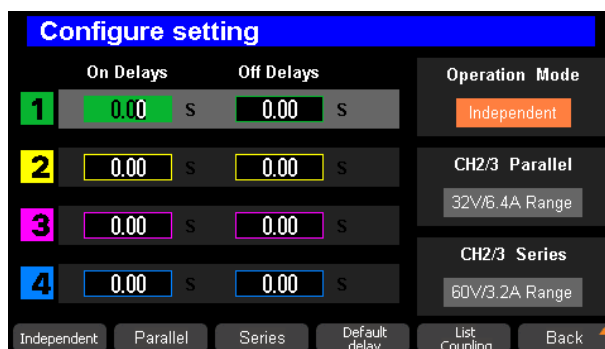 Configure setting
On Delays Off Delays
1 0.00 S 0.00 S
2 0.00 S 0.00 S
3 0.00 S 0.00 S
4 0.00 S 0.00 S
Operation Mode
Independent
CH2/3 Parallel
32V/6.4A Range
CH2/3 Series
60V/3.2A Range
Independent Parallel Series Default delay List Coupling Back